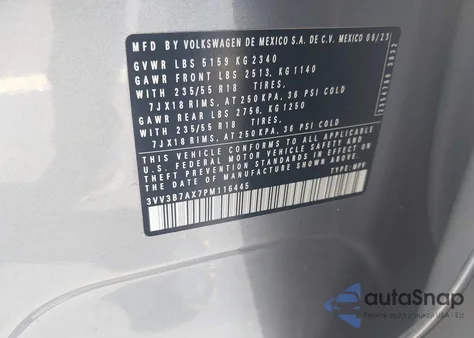 MFD BY VOLKSWAGEN DE MEXICO S.A. DE C.V. MEXICO 06/23
GVWR LBS 5159 KG 2340
GAWR FRONT LBS 2513, KG 1140
WITH 235/55 R18 TIRES,
7JX18 RIMS, AT 250 KPA, 36 PSI COLD
GAWR REAR LBS 2756, KG 1250
WITH 235/55 R18 TIRES,
7JX18 RIMS, AT 250 KPA, 36 PSI COLD
THIS VEHICLE CONFORMS TO ALL APPLICABLE
U.S. FEDERAL MOTOR VEHICLE SAFETY AND
THEFT PREVENTION STANDARDS IN EFFECT ON
THE DATE OF MANUFACTURE SHOWN ABOVE.
3VV3B7AX7PM116445 TYPE: MPV
autoSnap
USA - EU